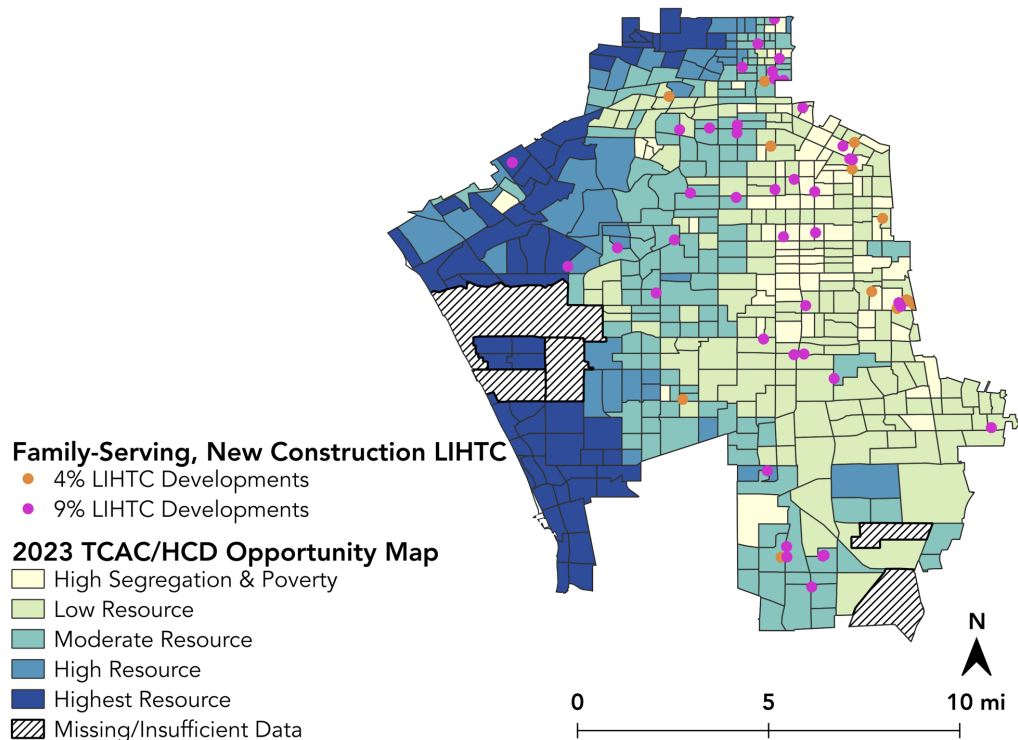 Family-Serving, New Construction LIHTC
4% LIHTC Developments
9% LIHTC Developments
2023 TCAC/HCD Opportunity Map
High Segregation & Poverty
Low Resource
Moderate Resource
High Resource
Highest Resource
Missing/Insufficient Data
N
0 5 10 mi